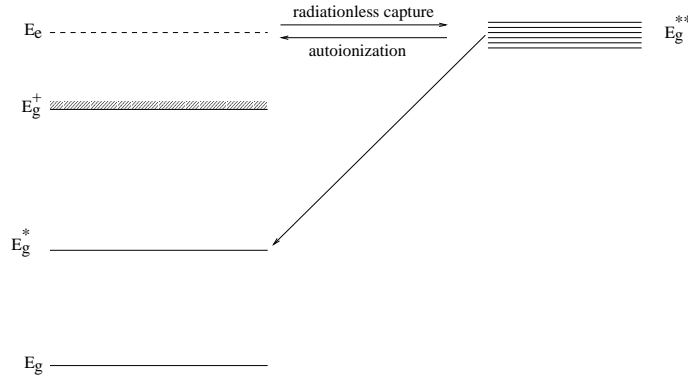 radiationless capture
E_e
E_g^**
autoionization
E_g^+
E_g^*
E_g